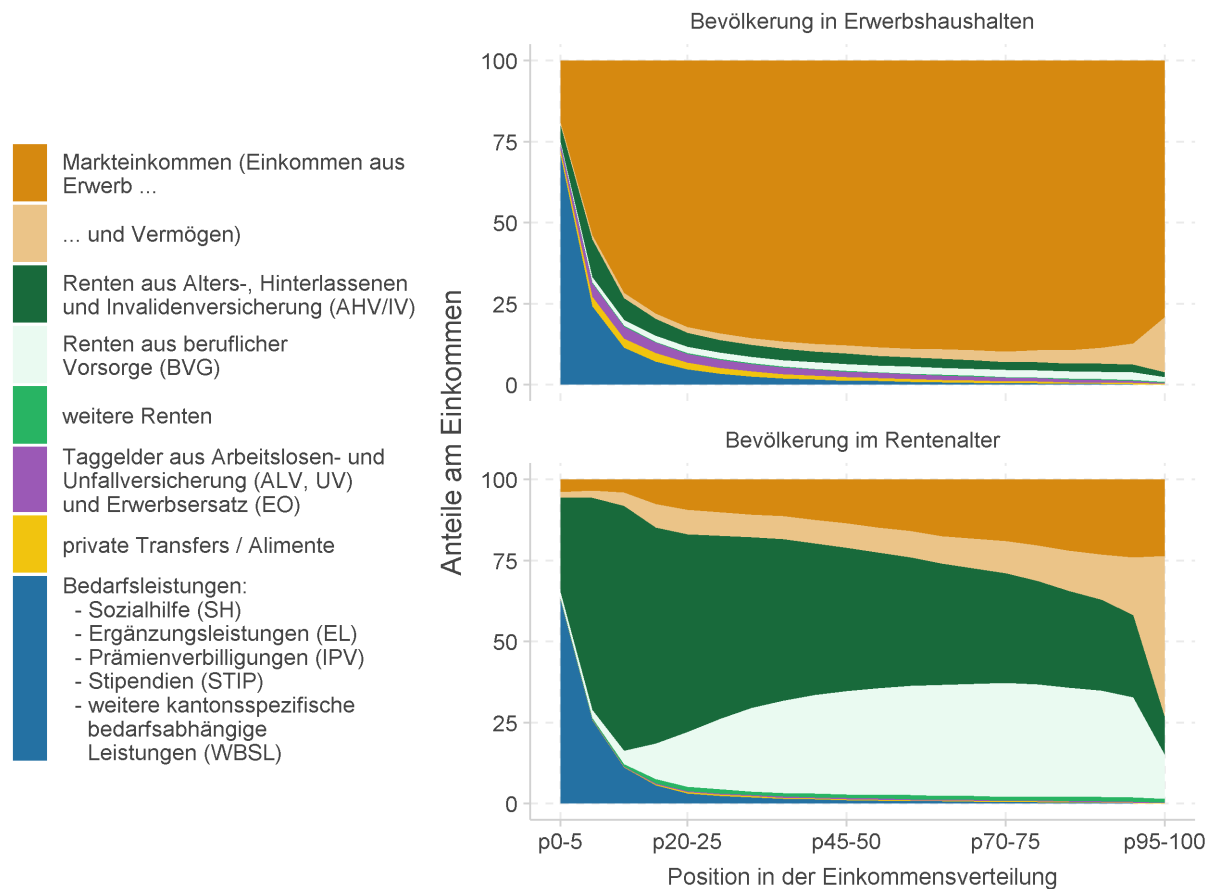 Bevölkerung in Erwerbshaushalten
100
75
50
25
0
Markteinkommen (Einkommen aus
Erwerb ...
... und Vermögen)
Renten aus Alters-, Hinterlassenen
und Invalidenversicherung (AHV/IV)
Renten aus beruflicher
Vorsorge (BVG)
weitere Renten
Taggelder aus Arbeitslosen- und
Unfallversicherung (ALV, UV)
und Erwerbsersatz (EO)
private Transfers / Alimente
Bedarfsleistungen:
- Sozialhilfe (SH)
- Ergänzungsleistungen (EL)
- Prämienverbilligungen (IPV)
- Stipendien (STIP)
- weitere kantonsspezifische
bedarfsabhängige
Leistungen (WBSL)
Anteile am Einkommen
Bevölkerung im Rentenalter
100
75
50
25
0
p0-5 p20-25 p45-50 p70-75 p95-100
Position in der Einkommensverteilung